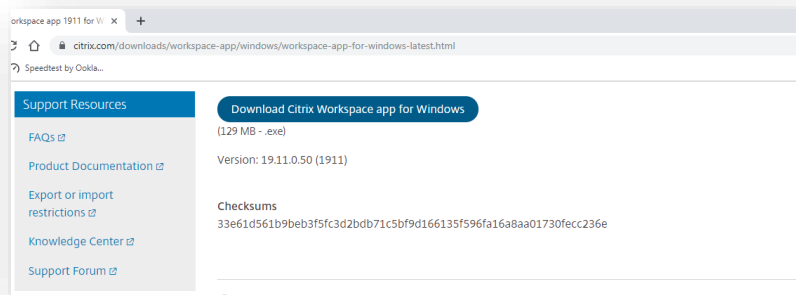 orkspace app 1911 for W
citrix.com/downloads/workspace-app/windows/workspace-app-for-windows-latest.html
Speedtest by Ookla...
Support Resources
FAQs
Product Documentation
Export or import
restrictions
Knowledge Center
Support Forum
Download Citrix Workspace app for Windows
(129 MB - .exe)
Version: 19.11.0.50 (1911)
Checksums
33e61d561b9beb3f5fc3d2bdb71c5bf9d166135f596fa16a8aa01730fecc236e